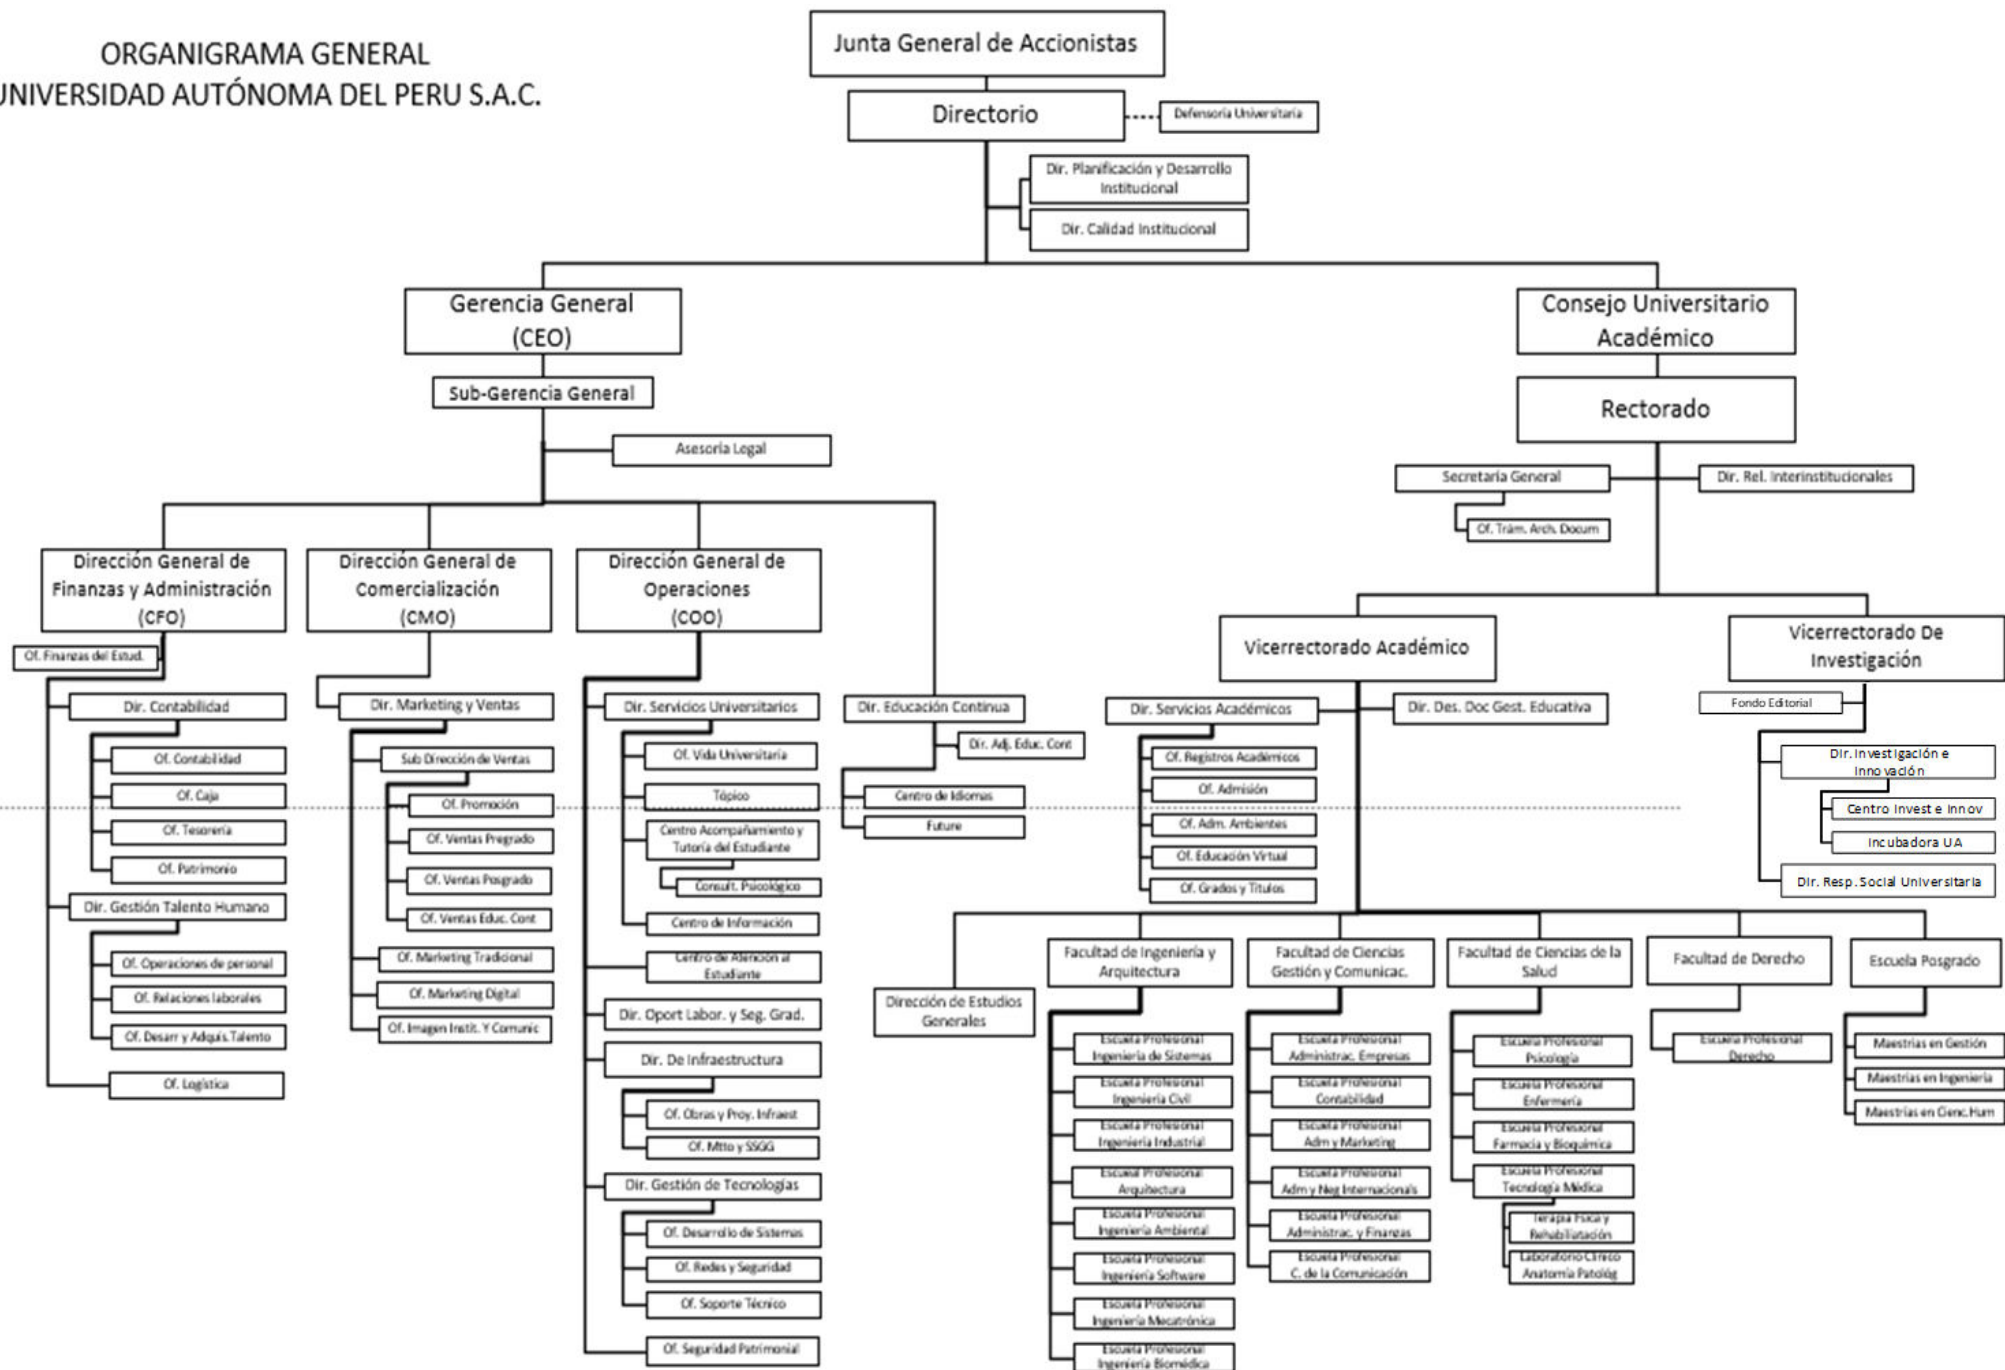 ORGANIGRAMA GENERAL
UNIVERSIDAD AUTÓNOMA DEL PERU S.A.C.
Junta General de Accionistas
Directorio
Defensoría Universitaria
Dir. Planificación y Desarrollo
Institucional
Dir. Calidad Institucional
Gerencia General
(CEO)
Sub-Gerencia General
Asesoría Legal
Consejo Universitario
Académico
Rectorado
Secretaría General
Of. Trám. Arch. Docum
Dir. Rel. Interinstitucionales
Dirección General de
Finanzas y Administración
(CFO)
Of. Finanzas del Estud.
Dir. Contabilidad
Of. Contabilidad
Of. Caja
Of. Tesorería
Of. Patrimonio
Dir. Gestión Talento Humano
Of. Operaciones de personal
Of. Relaciones laborales
Of. Desarr y Adquis.Talento
Of. Logística
Dirección General de
Comercialización
(CMO)
Dir. Marketing y Ventas
Sub Dirección de Ventas
Of. Promoción
Of. Ventas Pregrado
Of. Ventas Posgrado
Of. Ventas Educ. Cont
Of. Marketing Tradicional
Of. Marketing Digital
Of. Imagen Instit. Y Comunic
Dirección General de
Operaciones
(COO)
Dir. Servicios Universitarios
Of. Vida Universitaria
Tópico
Centro Acompañamiento y
Tutoría del Estudiante
Consult. Psicológico
Centro de Información
Centro de Atención al
Estudiante
Dir. Oport Labor. y Seg. Grad.
Dir. De Infraestructura
Of. Obras y Proy. Infraest
Of. Mtto y SSGG
Dir. Gestión de Tecnologías
Of. Desarrollo de Sistemas
Of. Redes y Seguridad
Of. Soporte Técnico
Of. Seguridad Patrimonial
Dir. Educación Continua
Dir. Adj. Educ. Cont
Centro de Idiomas
Future
Vicerrectorado Académico
Dir. Servicios Académicos
Of. Registros Académicos
Of. Admisión
Of. Adm. Ambientes
Of. Educación Virtual
Of. Grados y Títulos
Dir. Des. Doc Gest. Educativa
Dirección de Estudios
Generales
Facultad de Ingeniería y
Arquitectura
Escuela Profesional
Ingeniería de Sistemas
Escuela Profesional
Ingeniería Civil
Escuela Profesional
Ingeniería Industrial
Escuela Profesional
Arquitectura
Escuela Profesional
Ingeniería Ambiental
Escuela Profesional
Ingeniería Software
Escuela Profesional
Ingeniería Mecatrónica
Escuela Profesional
Ingeniería Biomédica
Facultad de Ciencias
Gestión y Comunicac.
Escuela Profesional
Administrac. Empresas
Escuela Profesional
Contabilidad
Escuela Profesional
Adm y Marketing
Escuela Profesional
Adm y Neg Internacionals
Escuela Profesional
Administrac. y Finanzas
Escuela Profesional
C. de la Comunicación
Facultad de Ciencias de la
Salud
Escuela Profesional
Psicología
Escuela Profesional
Enfermería
Escuela Profesional
Farmacia y Bioquímica
Escuela Profesional
Tecnología Médica
Terapia Física y
Rehabiliatación
Laboratorio Clínico
Anatomía Patológ
Facultad de Derecho
Escuela Profesional
Derecho
Escuela Posgrado
Maestrías en Gestión
Maestrías en Ingeniería
Maestrías en Cienc.Hum
Vicerrectorado De
Investigación
Fondo Editorial
Dir. Investigación e
Innovación
Centro Invest e Innov
Incubadora UA
Dir. Resp. Social Universitaria